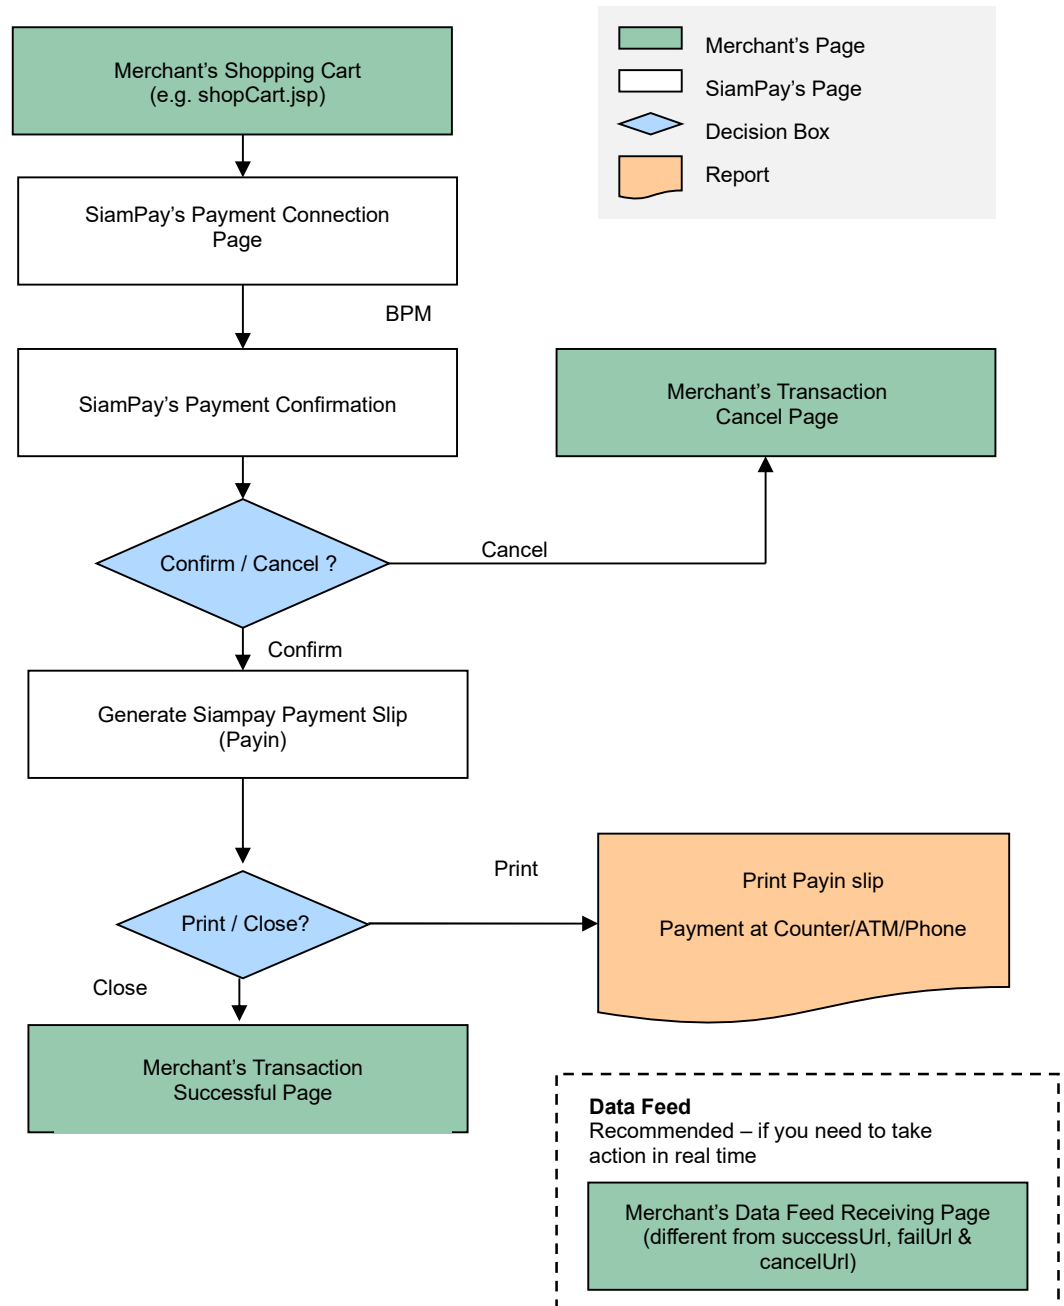 Merchant's Page
SiamPay's Page
Decision Box
Report
Merchant’s Shopping Cart
(e.g. shopCart.jsp)
SiamPay’s Payment Connection
Page
BPM
SiamPay’s Payment Confirmation
Merchant’s Transaction
Cancel Page
Confirm / Cancel ?
Cancel
Confirm
Generate Siampay Payment Slip
(Payin)
Print / Close?
Print
Print Payin slip
Payment at Counter/ATM/Phone
Close
Merchant’s Transaction
Successful Page
Data Feed
Recommended – if you need to take
action in real time
Merchant’s Data Feed Receiving Page
(different from successUrl, failUrl &
cancelUrl)